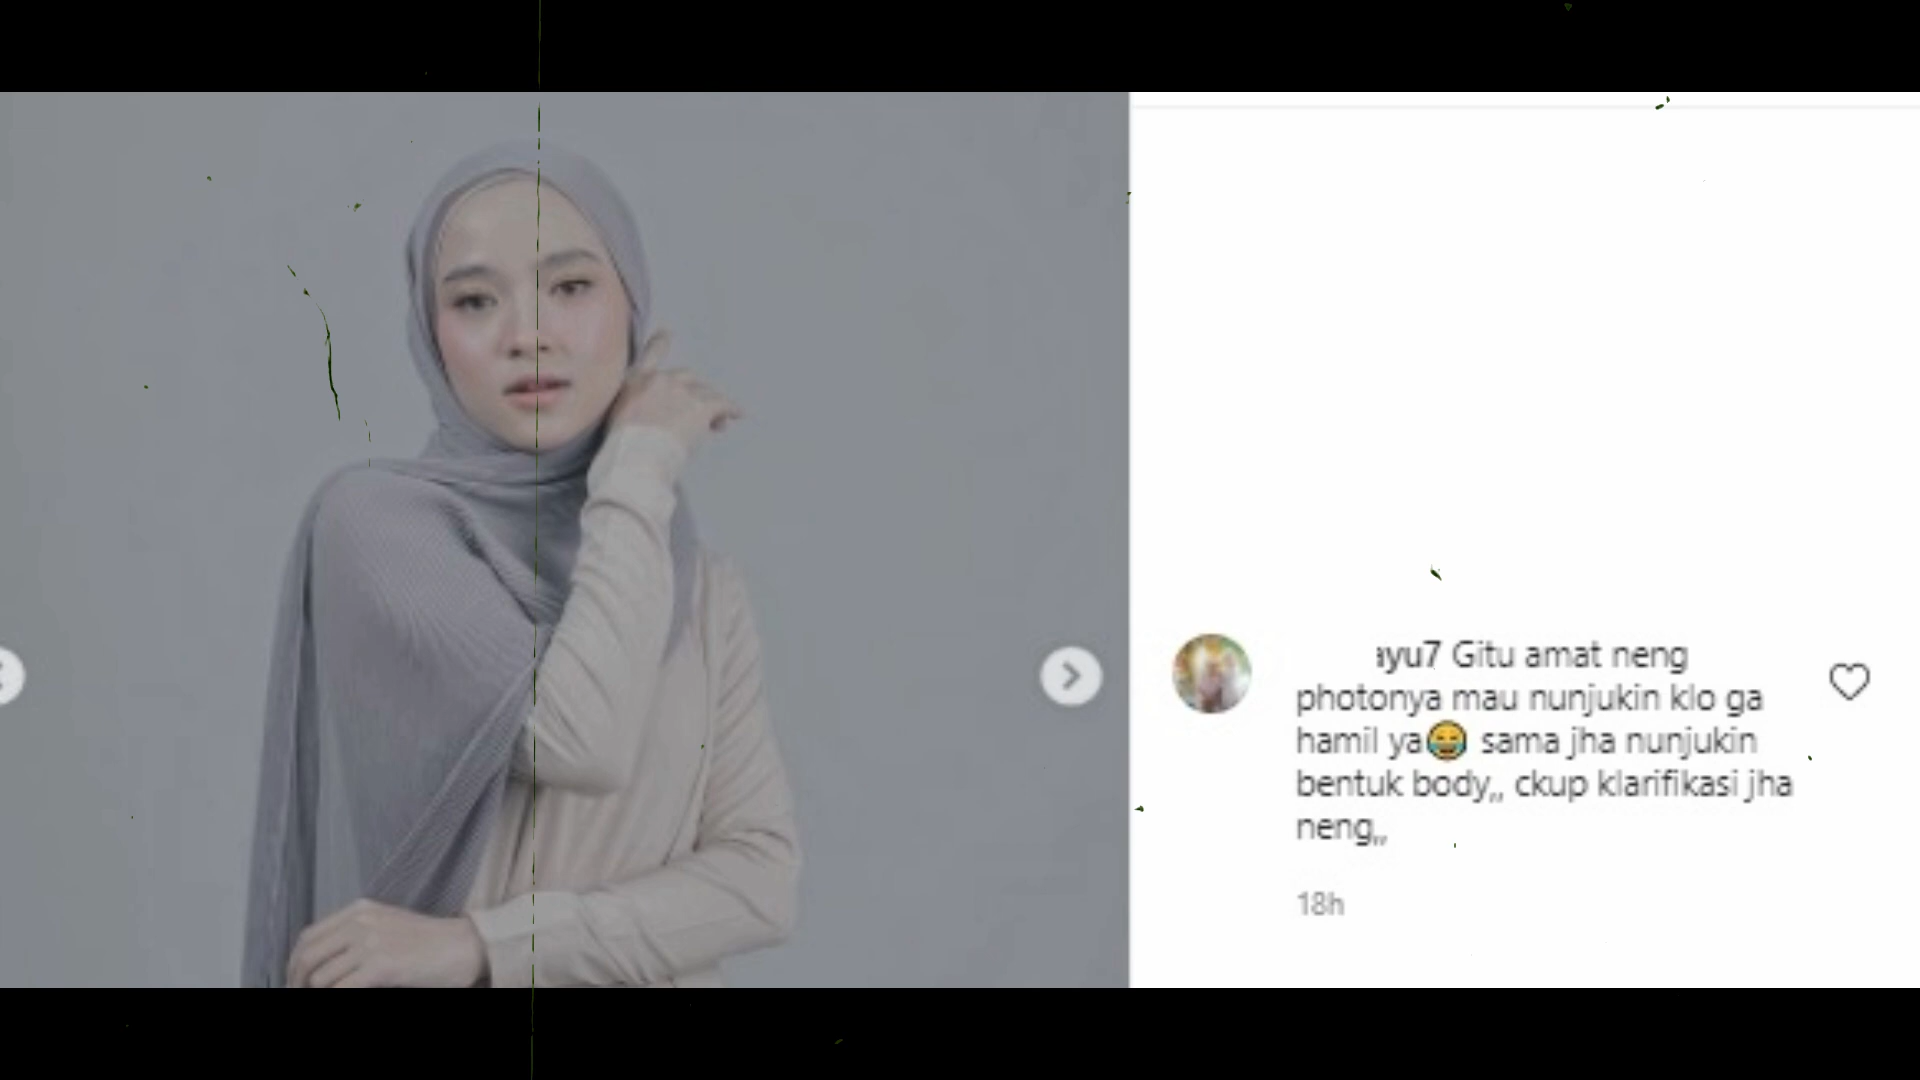 ayu7 Gitu amat neng
photonya mau nunjukin klo ga
hamil ya😂 sama jha nunjukin
bentuk body,, ckup klarifikasi jha
neng,,
18h